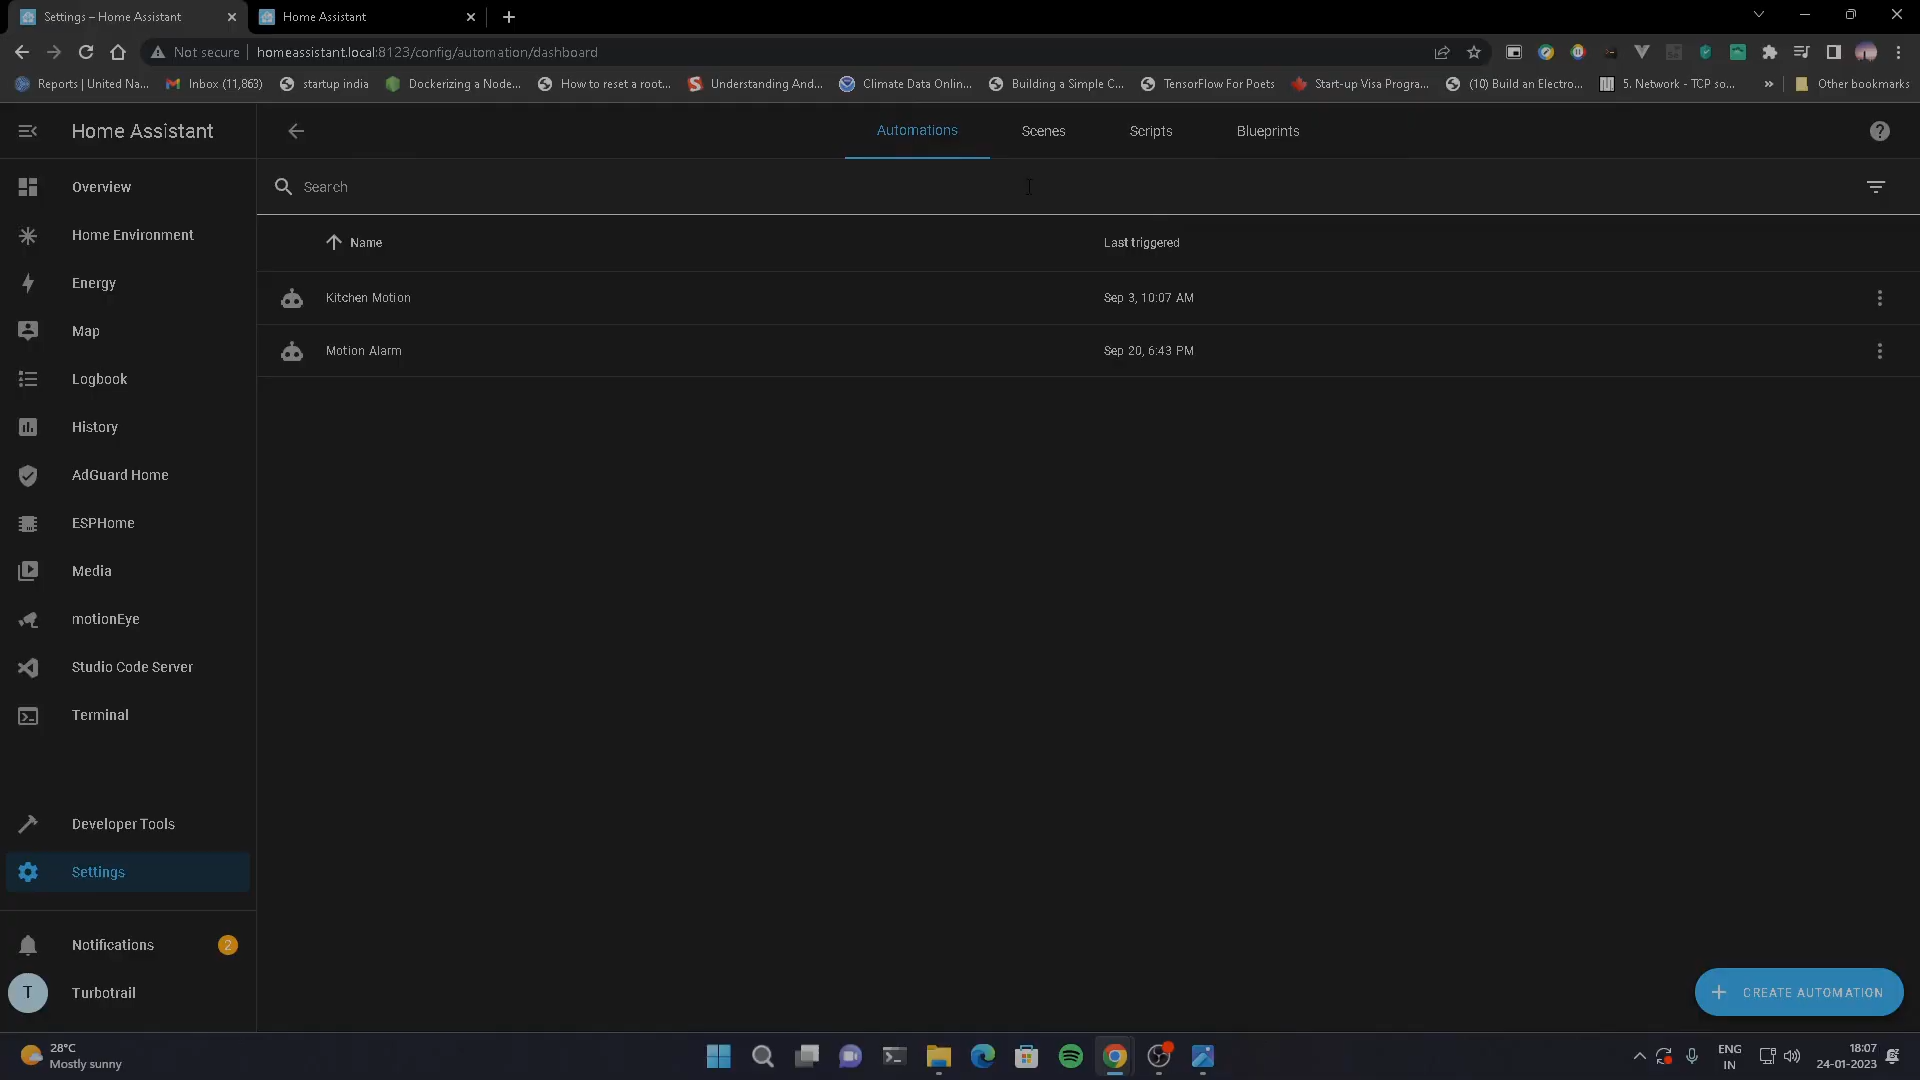 Settings – Home Assistant
Home Assistant
Not secure
homeassistant.local:8123/config/automation/dashboard
Reports | United Na...
Inbox (11,863)
startup india
Dockerizing a Node...
How to reset a root...
Understanding And...
Climate Data Onlin...
Building a Simple C...
TensorFlow For Poets
Start-up Visa Progra...
(10) Build an Electro...
5. Network - TCP so...
»
Other bookmarks
Home Assistant
Automations
Scenes
Scripts
Blueprints
Search
Overview
Home Environment
Energy
Map
Logbook
History
AdGuard Home
ESPHome
Media
motionEye
Studio Code Server
Terminal
Developer Tools
Settings
Notifications
2
T
Turbotrail
Name
Last triggered
Kitchen Motion
Sep 3, 10:07 AM
Motion Alarm
Sep 20, 6:43 PM
CREATE AUTOMATION
28°C
Mostly sunny
ENG
IN
18:07
24-01-2023